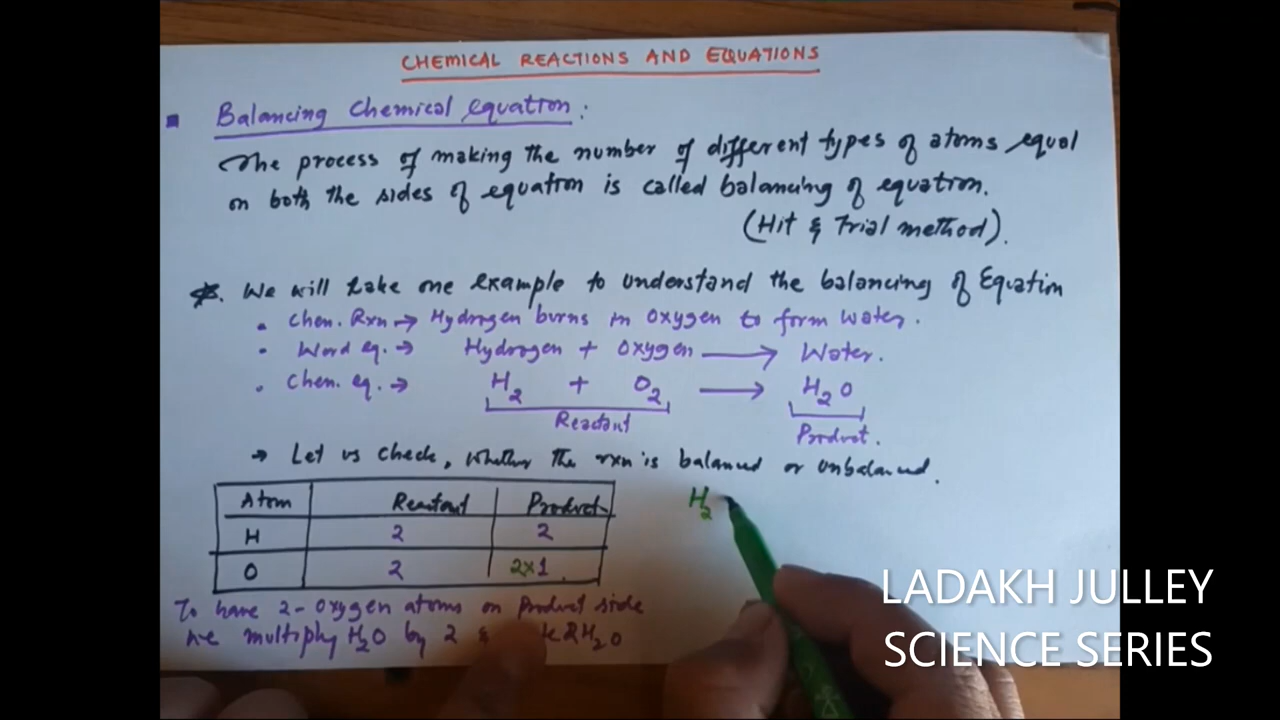 CHEMICAL REACTIONS AND EQUATIONS
Balancing Chemical equation:
The process of making the number of different types of atoms equal
on both the sides of equation is called balancing of equation.
(Hit & Trial method).
We will take one example to understand the balancing of Equation
• Chem. Rxn → Hydrogen burns in Oxygen to form Water.
• Word eq. → Hydrogen + Oxygen ⟶ Water.
• Chem. eq. → H₂ + O₂ ⟶ H₂O
Reactant Product.
→ Let us check, whether the rxn is balanced or unbalanced.
Atom Reactant Product
H 2 2
O 2 2×1
H₂
To have 2-Oxygen atoms on Product side
we multiply H₂O by 2 2H₂O
LADAKH JULLEY
SCIENCE SERIES